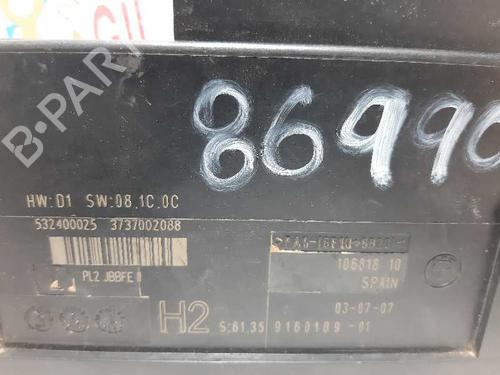 B-PARTS
86990
HW:D1 SW:08.1C.0C
532400025 3737002088
PL2 JBBFE II
106818 10
SPAIN
03-07-07
H2 S:61.35 9160189-01